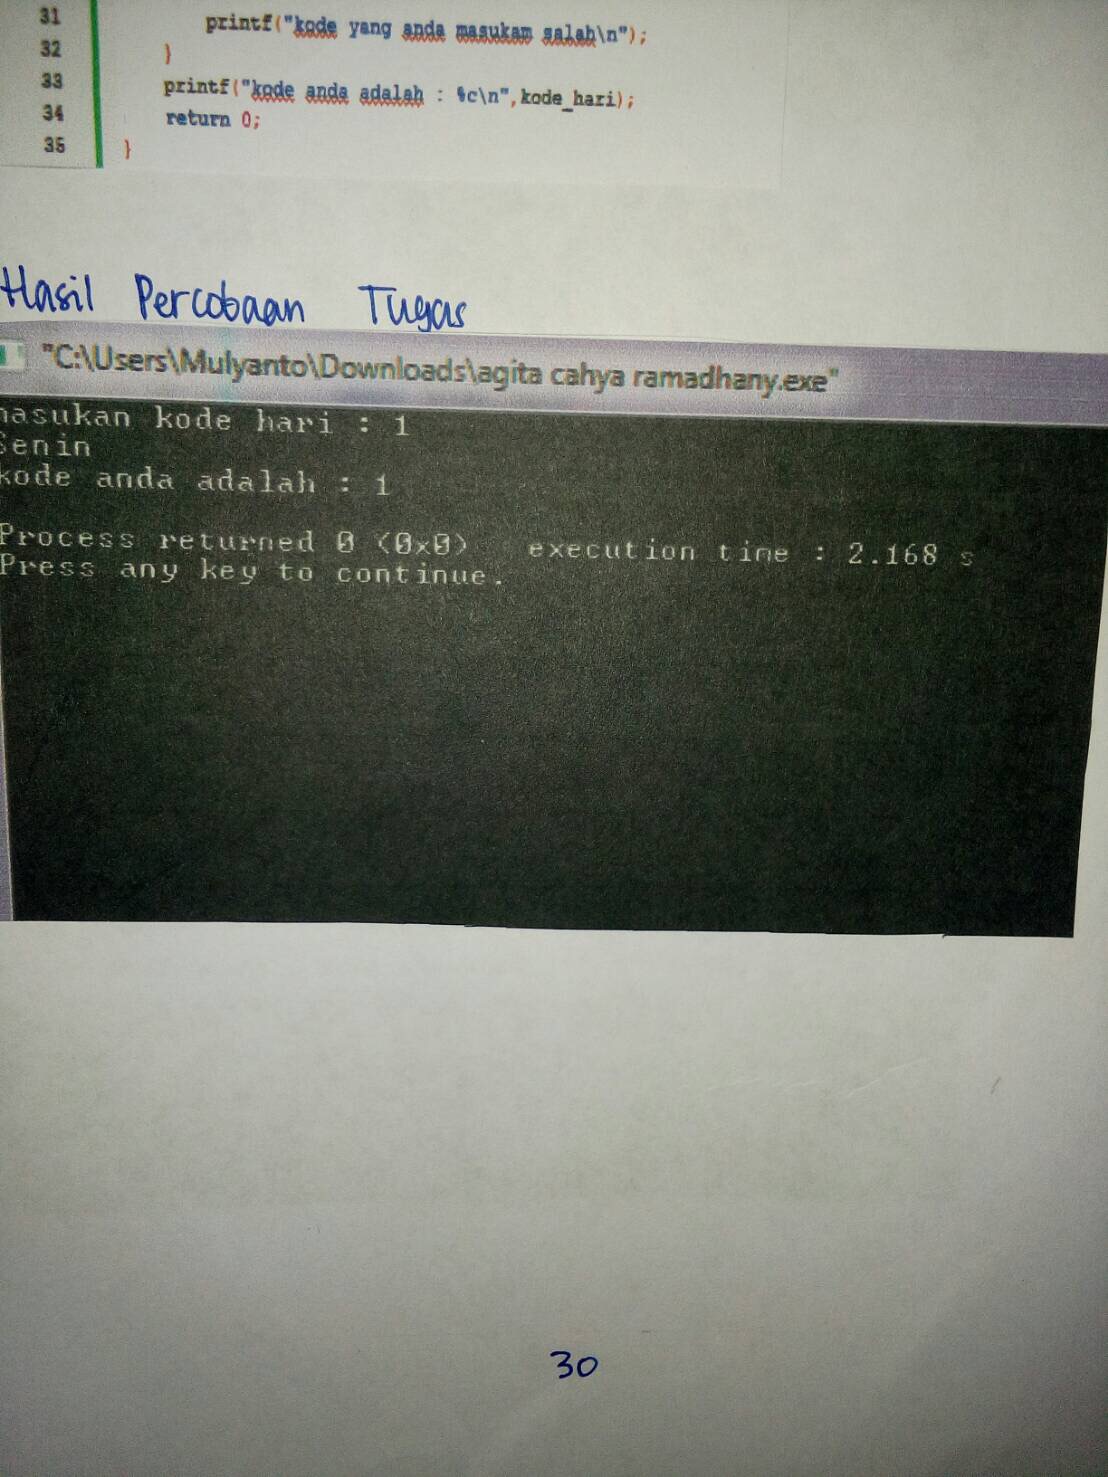 31 printf("kode yang anda masukam salah\n");
32 }
33 printf("kode anda adalah : %c\n",kode_hari);
34 return 0;
35 }
Hasil Percobaan Tugas
"C:\Users\Mulyanto\Downloads\agita cahya ramadhany.exe"
masukan kode hari : 1
Senin
kode anda adalah : 1
Process returned 0 (0x0) execution time : 2.168 s
Press any key to continue.
30